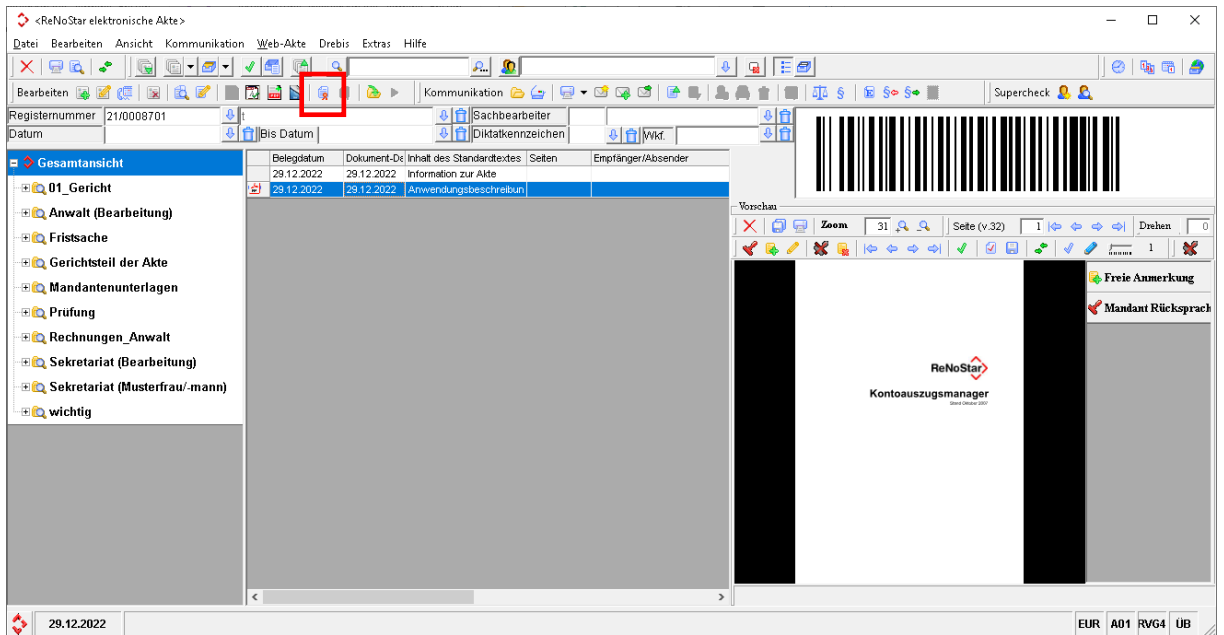 <ReNoStar elektronische Akte>
Datei Bearbeiten Ansicht Kommunikation Web-Akte Drebis Extras Hilfe
Bearbeiten Kommunikation Supercheck
Registernummer 21/0008701 t Sachbearbeiter
Datum Bis Datum Diktatkennzeichen Wkf.
Gesamtansicht
01_Gericht
Anwalt (Bearbeitung)
Fristsache
Gerichtsteil der Akte
Mandantenunterlagen
Prüfung
Rechnungen_Anwalt
Sekretariat (Bearbeitung)
Sekretariat (Musterfrau/-mann)
wichtig
Belegdatum Dokument-Da Inhalt des Standardtextes Seiten Empfänger/Absender
29.12.2022 29.12.2022 Information zur Akte
29.12.2022 29.12.2022 Anwendungsbeschreibun
Vorschau
Zoom 31 Seite (v.32) 1 Drehen 0
1
Freie Anmerkung
Mandant Rücksprach
ReNoStar
Kontoauszugsmanager
Stand Oktober 2007
29.12.2022 EUR A01 RVG4 ÜB